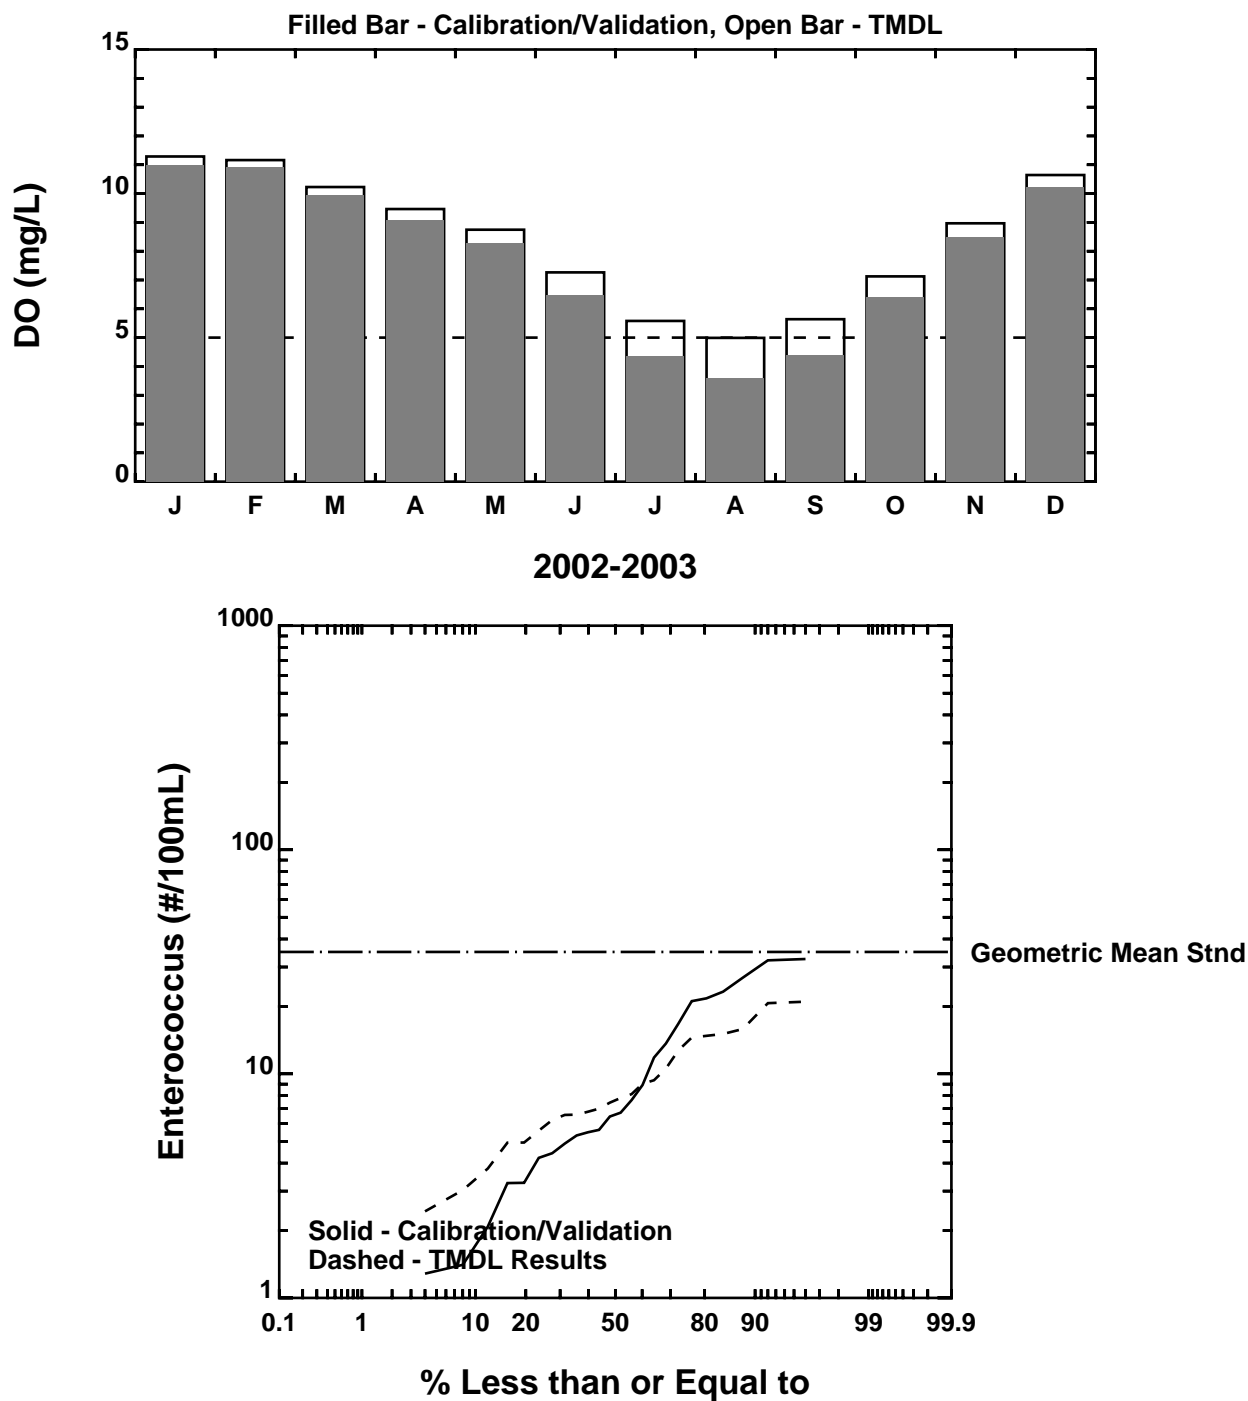 Filled Bar - Calibration/Validation, Open Bar - TMDL
15
10
5
0
DO (mg/L)
J F M A M J J A S O N D
2002-2003
1000
100
10
1
Enterococcus (#/100mL)
Geometric Mean Stnd
Solid - Calibration/Validation
Dashed - TMDL Results
0.1 1 10 20 50 80 90 99 99.9
% Less than or Equal to